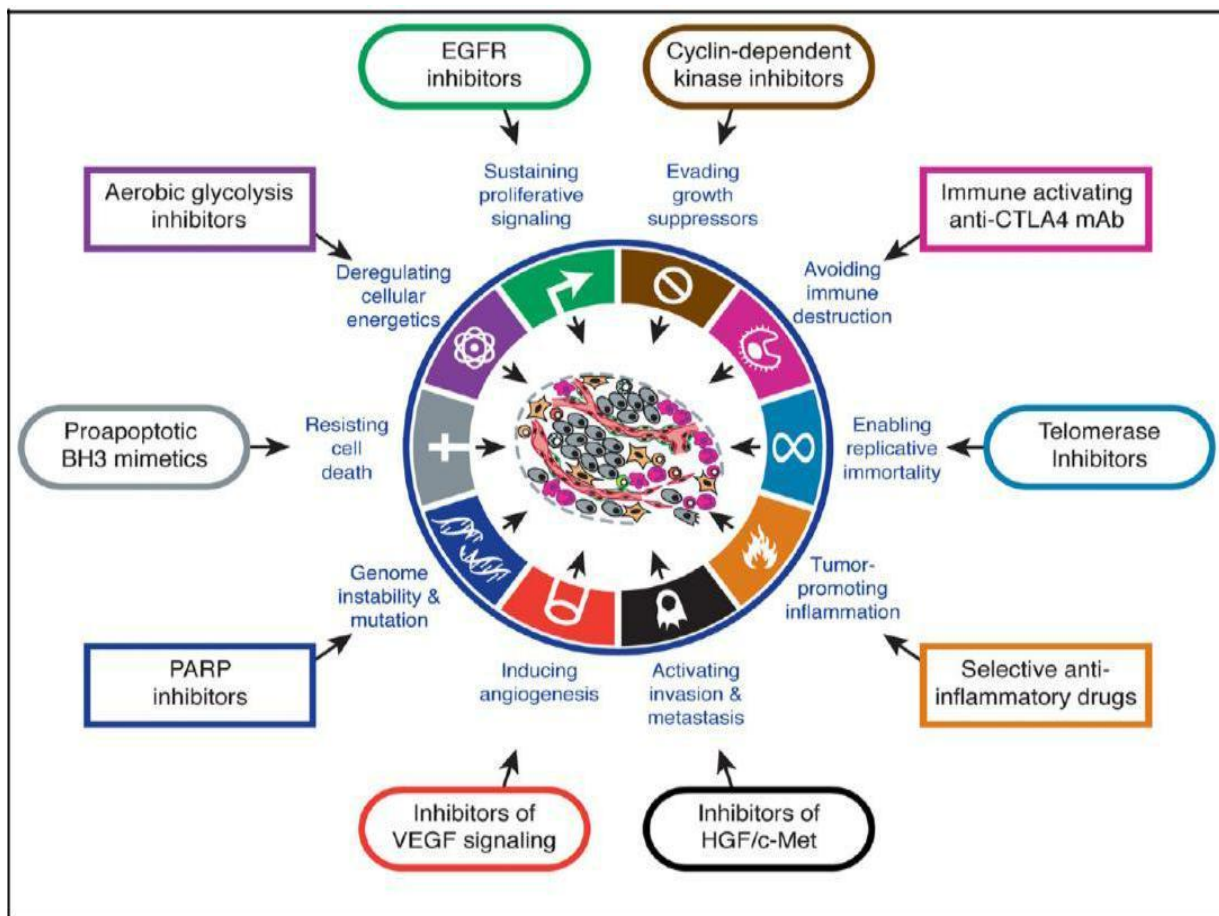 EGFR
inhibitors
Cyclin-dependent
kinase inhibitors
Sustaining
proliferative
signaling
Evading
growth
suppressors
Aerobic glycolysis
inhibitors
Immune activating
anti-CTLA4 mAb
Deregulating
cellular
energetics
Avoiding
immune
destruction
Proapoptotic
BH3 mimetics
Resisting
cell
death
Enabling
replicative
immortality
Telomerase
Inhibitors
Genome
instability &
mutation
Tumor-
promoting
inflammation
PARP
inhibitors
Inducing
angiogenesis
Activating
invasion &
metastasis
Selective anti-
inflammatory drugs
Inhibitors of
VEGF signaling
Inhibitors of
HGF/c-Met